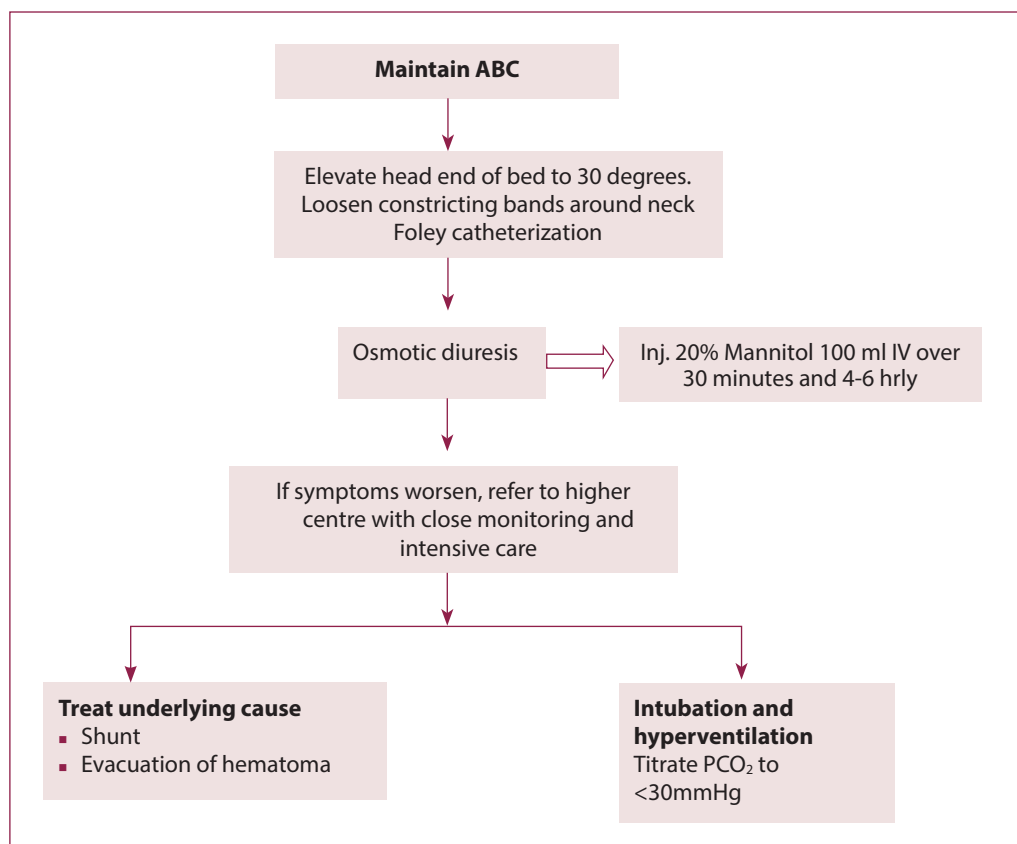 Maintain ABC
Elevate head end of bed to 30 degrees.
Loosen constricting bands around neck
Foley catheterization
Osmotic diuresis
Inj. 20% Mannitol 100 ml IV over
30 minutes and 4-6 hrly
If symptoms worsen, refer to higher
centre with close monitoring and
intensive care
Treat underlying cause
▪ Shunt
▪ Evacuation of hematoma
Intubation and
hyperventilation
Titrate PCO₂ to
<30mmHg